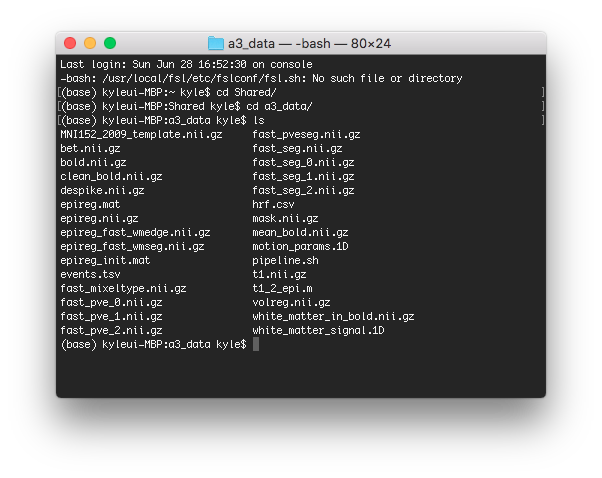 a3_data — -bash — 80×24
Last login: Sun Jun 28 16:52:30 on console
-bash: /usr/local/fsl/etc/fslconf/fsl.sh: No such file or directory
[(base) kyleui-MBP:~ kyle$ cd Shared/ ]
[(base) kyleui-MBP:Shared kyle$ cd a3_data/ ]
[(base) kyleui-MBP:a3_data kyle$ ls ]
MNI152_2009_template.nii.gz fast_pveseg.nii.gz
bet.nii.gz fast_seg.nii.gz
bold.nii.gz fast_seg_0.nii.gz
clean_bold.nii.gz fast_seg_1.nii.gz
despike.nii.gz fast_seg_2.nii.gz
epireg.mat hrf.csv
epireg.nii.gz mask.nii.gz
epireg_fast_wmedge.nii.gz mean_bold.nii.gz
epireg_fast_wmseg.nii.gz motion_params.1D
epireg_init.mat pipeline.sh
events.tsv t1.nii.gz
fast_mixeltype.nii.gz t1_2_epi.m
fast_pve_0.nii.gz volreg.nii.gz
fast_pve_1.nii.gz white_matter_in_bold.nii.gz
fast_pve_2.nii.gz white_matter_signal.1D
(base) kyleui-MBP:a3_data kyle$